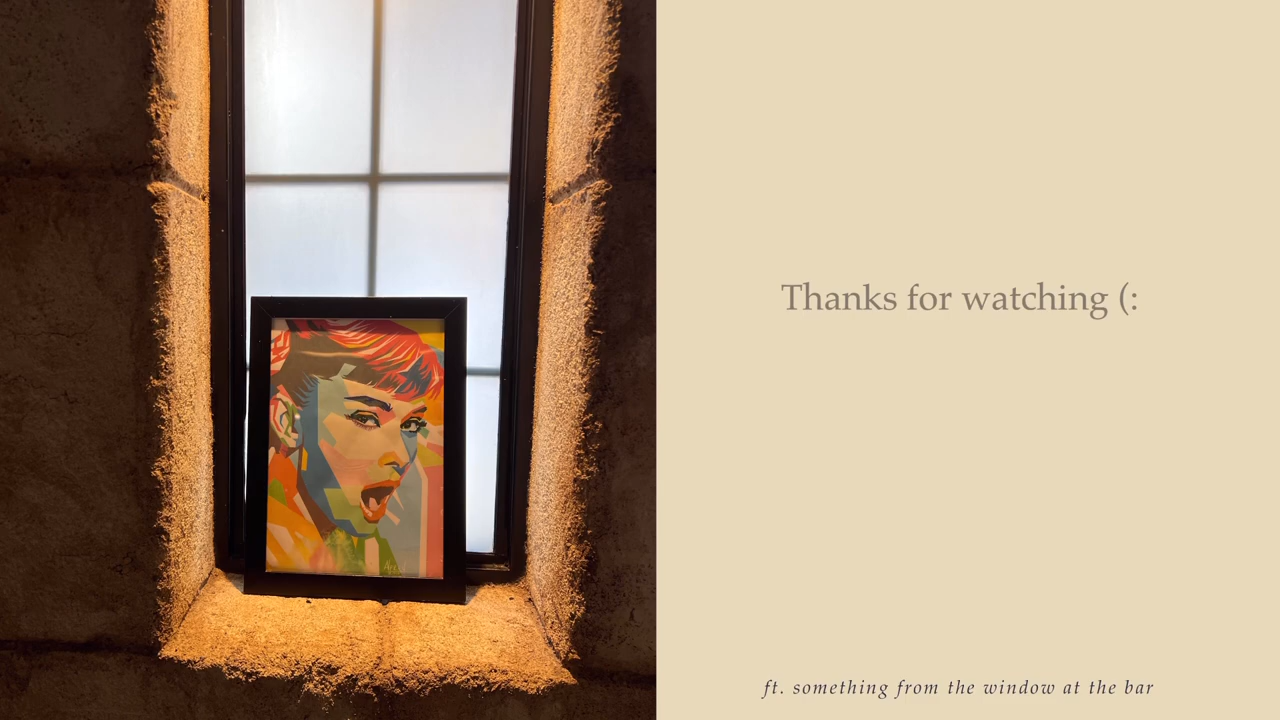 Thanks for watching (:
ft. something from the window at the bar